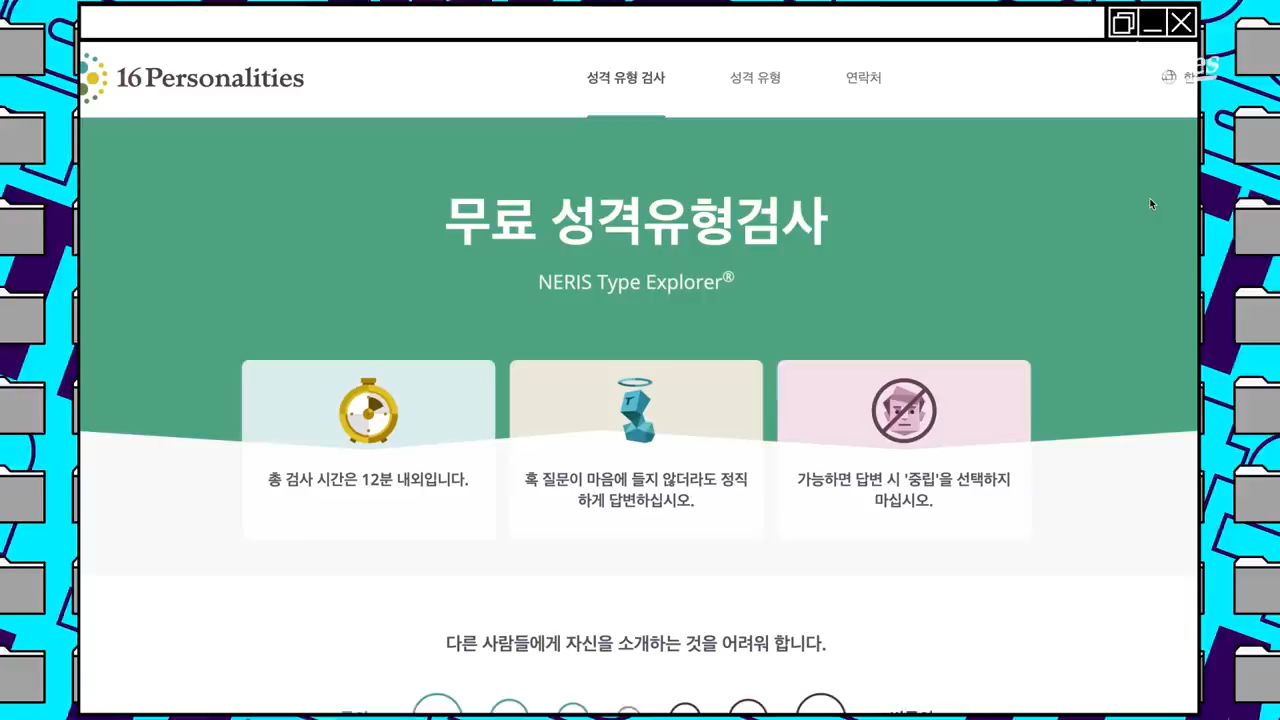 16Personalities
성격 유형 검사
성격 유형
연락처
무료 성격유형검사
NERIS Type Explorer®
총 검사 시간은 12분 내외입니다.
혹 질문이 마음에 들지 않더라도 정직
하게 답변하십시오.
가능하면 답변 시 '중립'을 선택하지
마십시오.
다른 사람들에게 자신을 소개하는 것을 어려워 합니다.